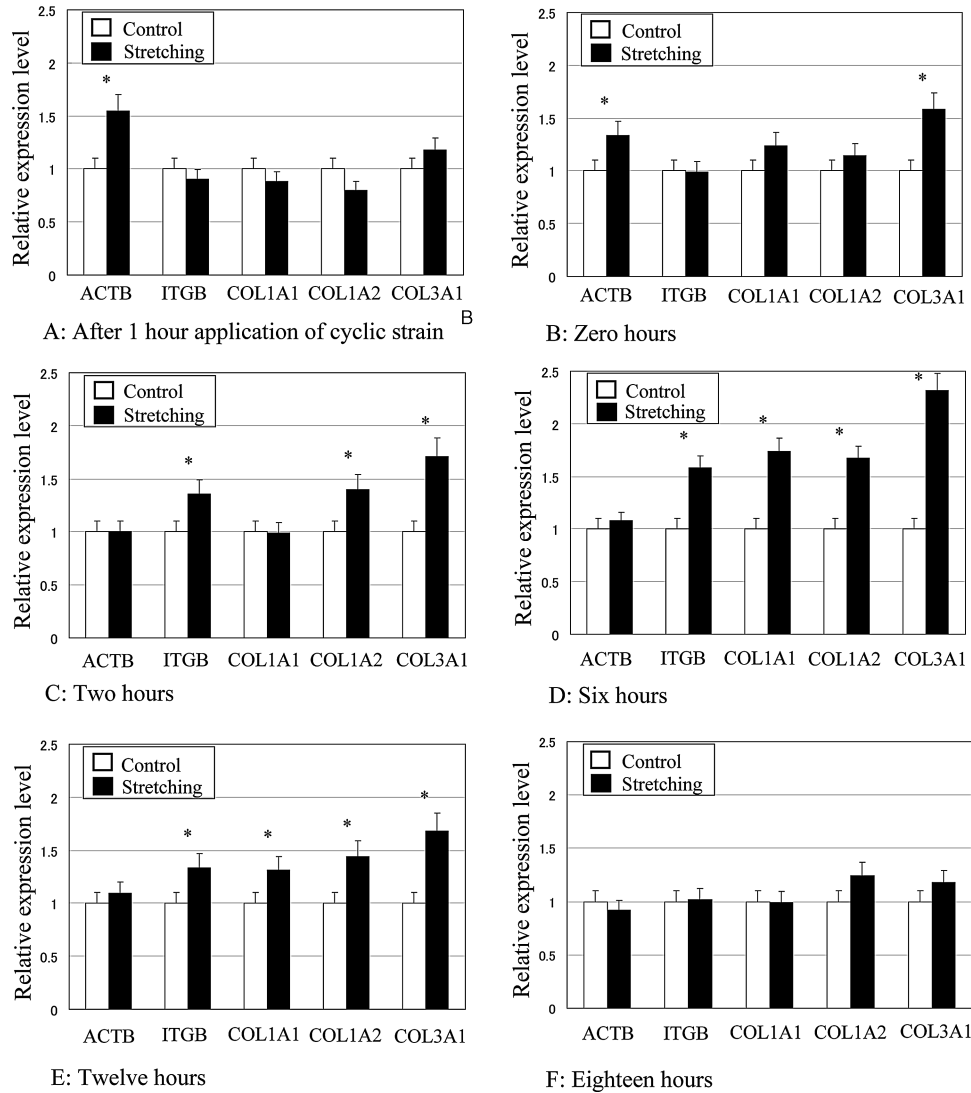 2.5
Control
Stretching
2
*
1.5
1
0.5
0
Relative expression level
ACTB ITGB COL1A1 COL1A2 COL3A1
A: After 1 hour application of cyclic strain
B
2.5
Control
Stretching
2
* *
1.5
1
0.5
0
Relative expression level
ACTB ITGB COL1A1 COL1A2 COL3A1
B: Zero hours
2.5
Control
Stretching
2
* * *
1.5
1
0.5
0
Relative expression level
ACTB ITGB COL1A1 COL1A2 COL3A1
C: Two hours
2.5
Control
Stretching
2
* * * *
1.5
1
0.5
0
Relative expression level
ACTB ITGB COL1A1 COL1A2 COL3A1
D: Six hours
2.5
Control
Stretching
2
* * * *
1.5
1
0.5
0
Relative expression level
ACTB ITGB COL1A1 COL1A2 COL3A1
E: Twelve hours
2.5
Control
Stretching
2
1.5
1
0.5
0
Relative expression level
ACTB ITGB COL1A1 COL1A2 COL3A1
F: Eighteen hours